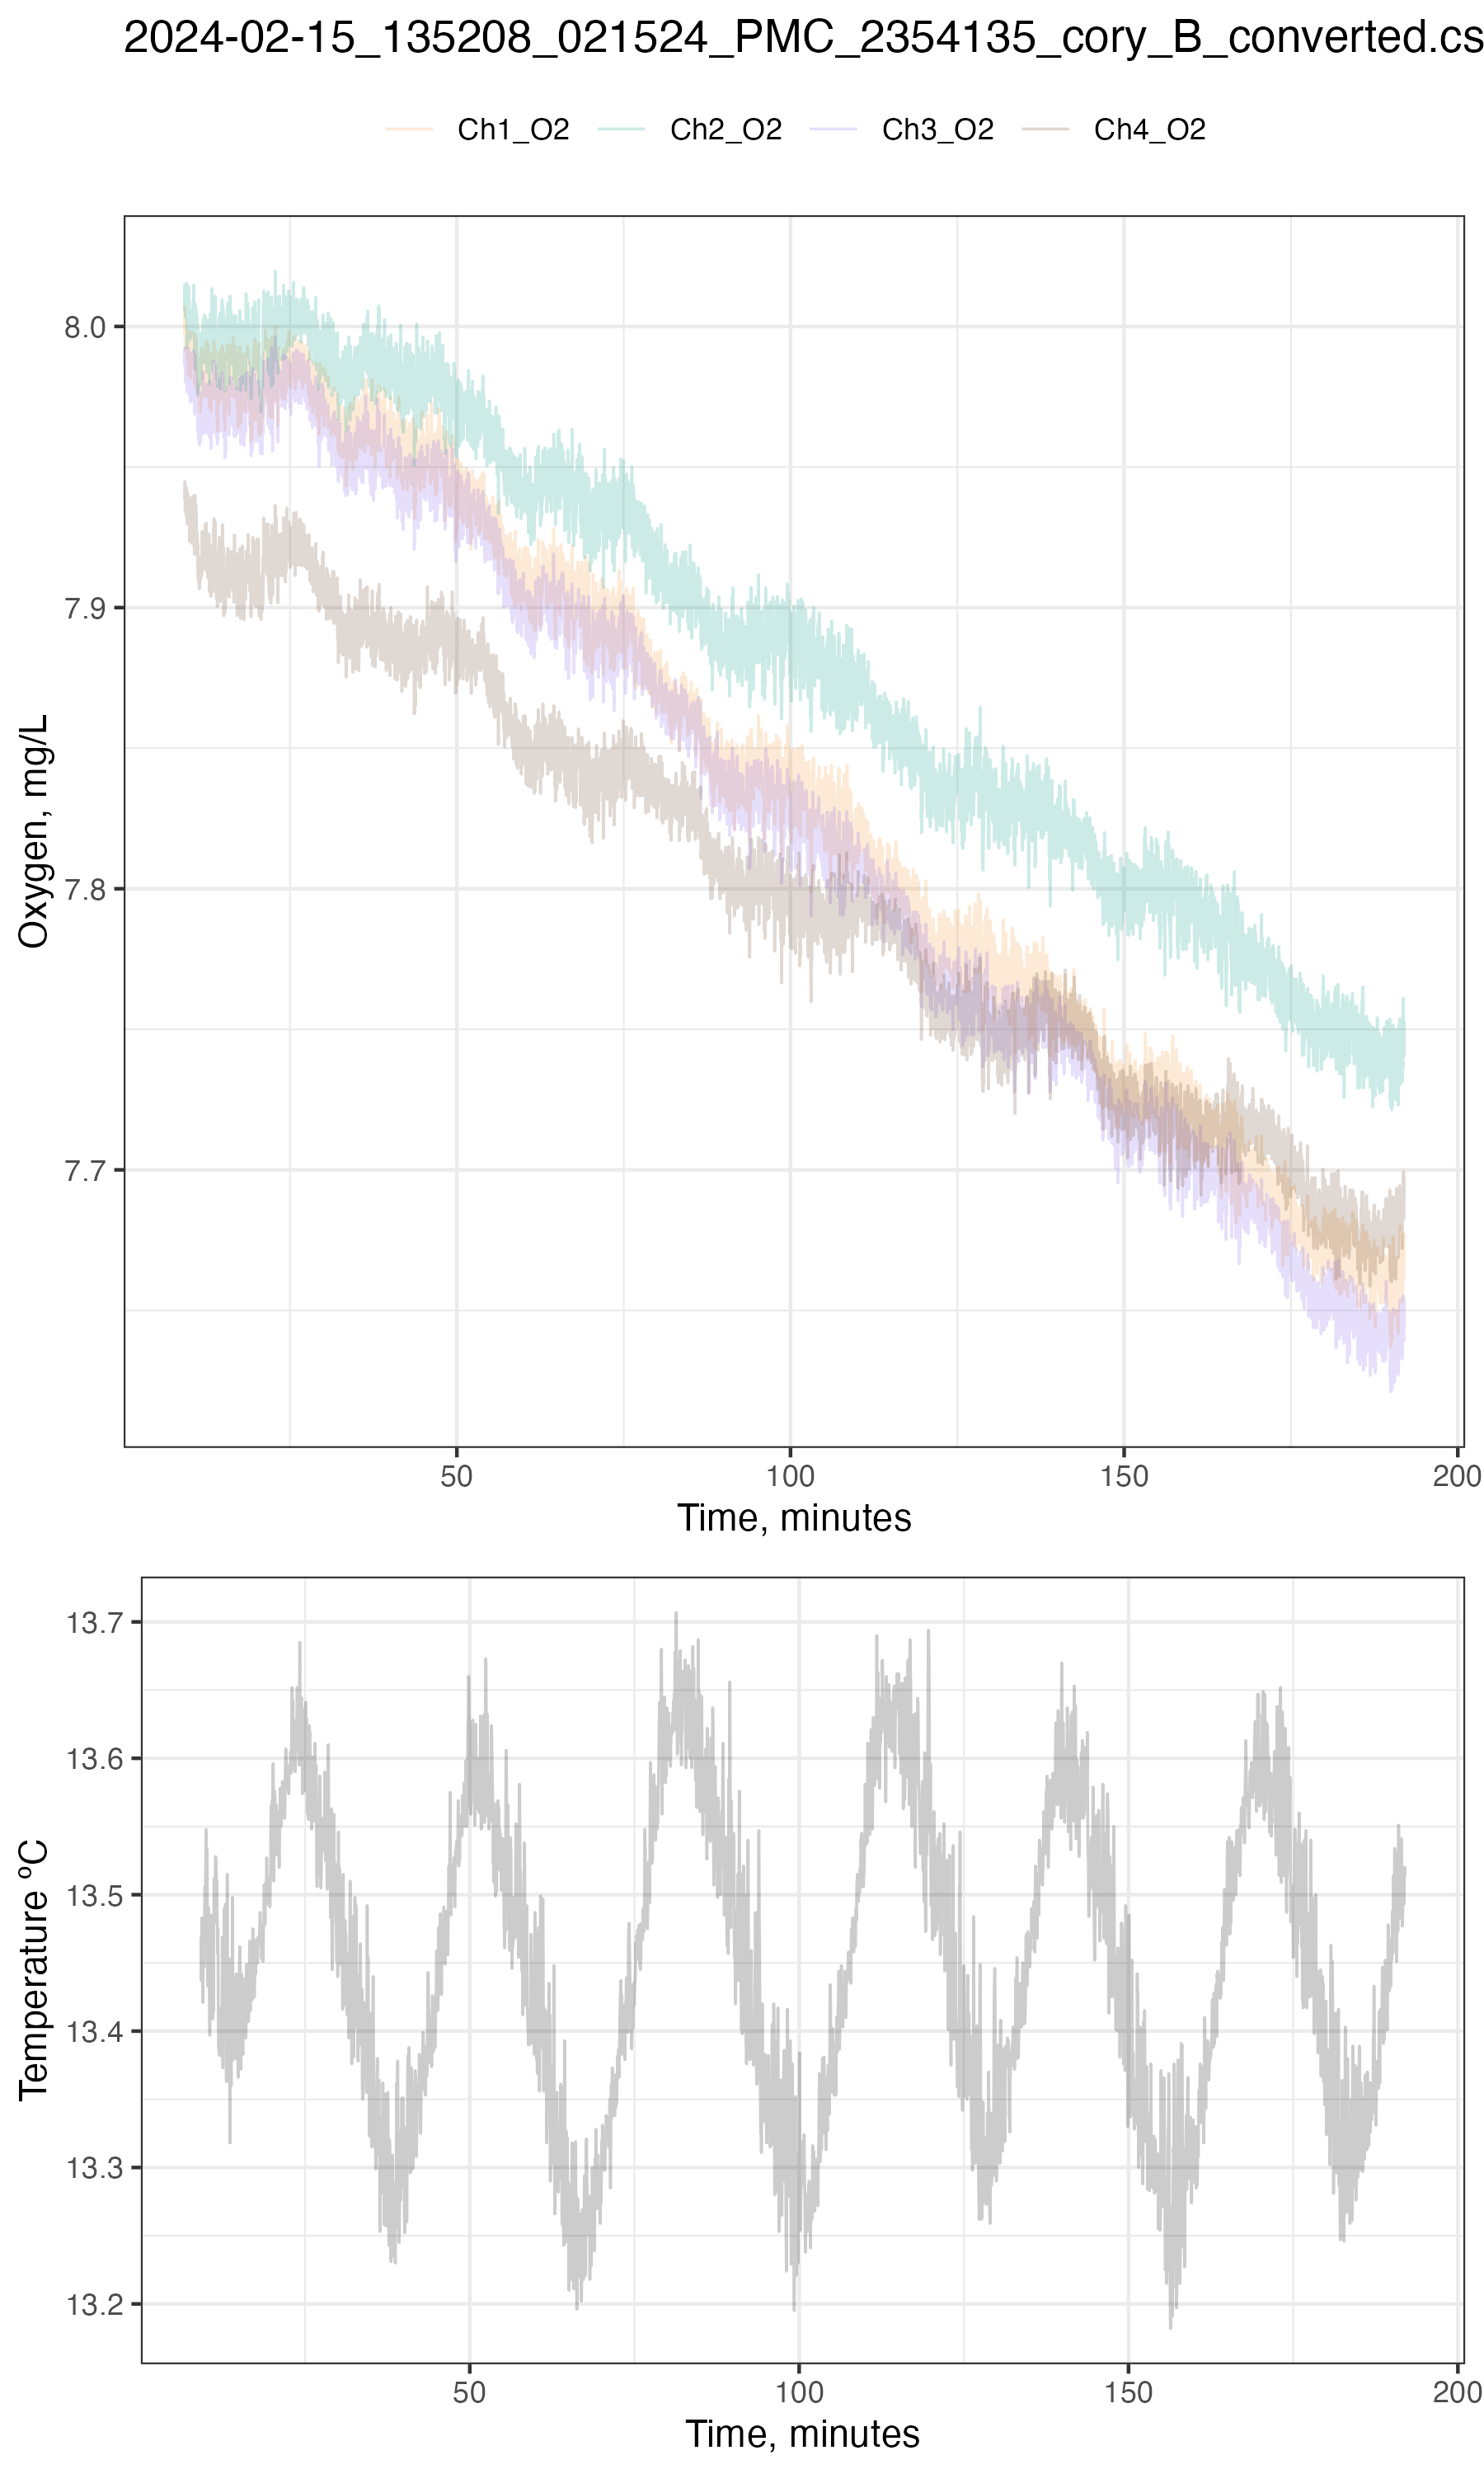 2024-02-15_135208_021524_PMC_2354135_cory_B_converted.cs
Ch1_O2 Ch2_O2 Ch3_O2 Ch4_O2
8.0
7.9
7.8
7.7
Oxygen, mg/L
50 100 150 200
Time, minutes
13.7
13.6
13.5
13.4
13.3
13.2
Temperature ºC
50 100 150 200
Time, minutes